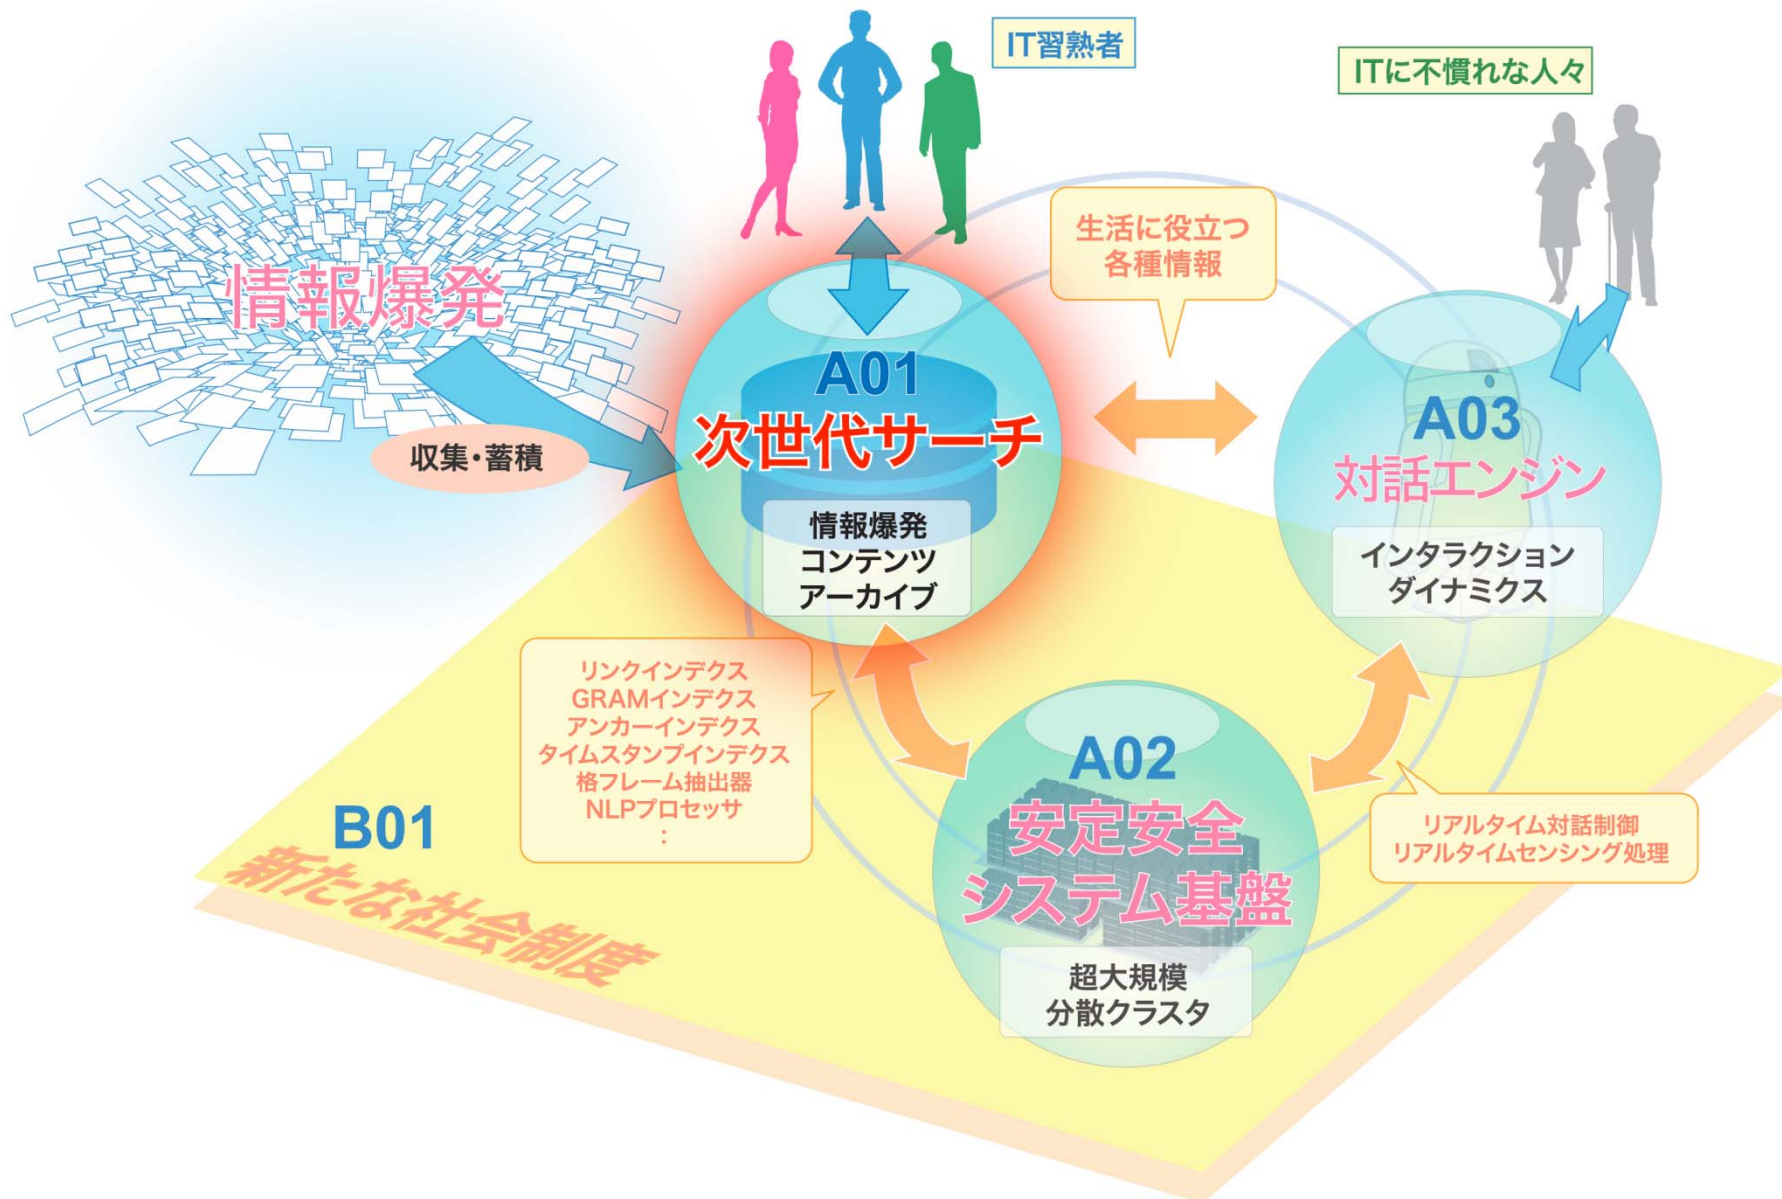 IT習熟者
ITに不慣れな人々
情報爆発
収集・蓄積
生活に役立つ
各種情報
A01
次世代サーチ
情報爆発
コンテンツ
アーカイブ
A03
対話エンジン
インタラクション
ダイナミクス
リンクインデクス
GRAMインデクス
アンカーインデクス
タイムスタンプインデクス
格フレーム抽出器
NLPプロセッサ
:
A02
安定安全
システム基盤
超大規模
分散クラスタ
リアルタイム対話制御
リアルタイムセンシング処理
B01
新たな社会制度